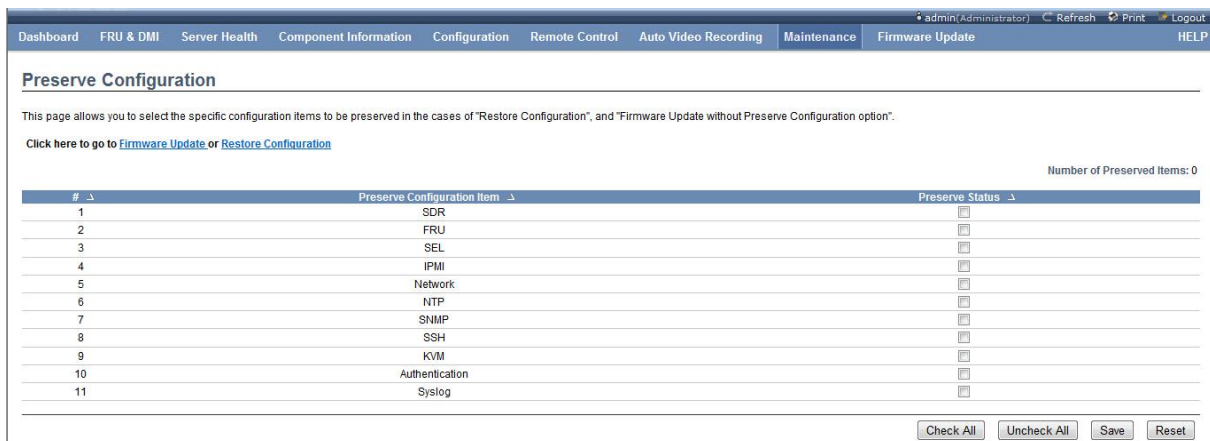 admin(Administrator) Refresh Print Logout
Dashboard FRU & DMI Server Health Component Information Configuration Remote Control Auto Video Recording Maintenance Firmware Update HELP
Preserve Configuration
This page allows you to select the specific configuration items to be preserved in the cases of "Restore Configuration", and "Firmware Update without Preserve Configuration option".
Click here to go to Firmware Update or Restore Configuration
Number of Preserved Items: 0
# Preserve Configuration Item Preserve Status
1 SDR
2 FRU
3 SEL
4 IPMI
5 Network
6 NTP
7 SNMP
8 SSH
9 KVM
10 Authentication
11 Syslog
Check All Uncheck All Save Reset